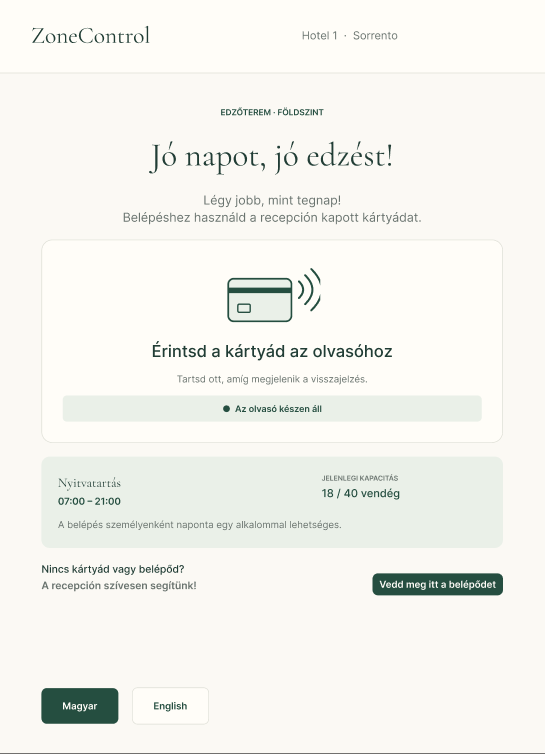 ZoneControl
Hotel 1 · Sorrento
EDZŐTEREM · FÖLDSZINT
Jó napot, jó edzést!
Légy jobb, mint tegnap!
Belépéshez használd a recepción kapott kártyádat.
Érintsd a kártyád az olvasóhoz
Tartsd ott, amíg megjelenik a visszajelzés.
Az olvasó készen áll
Nyitvatartás
07:00 – 21:00
JELENLEGI KAPACITÁS
18 / 40 vendég
A belépés személyenként naponta egy alkalommal lehetséges.
Nincs kártyád vagy belépőd?
A recepción szívesen segítünk!
Vedd meg itt a belépődet
Magyar
English